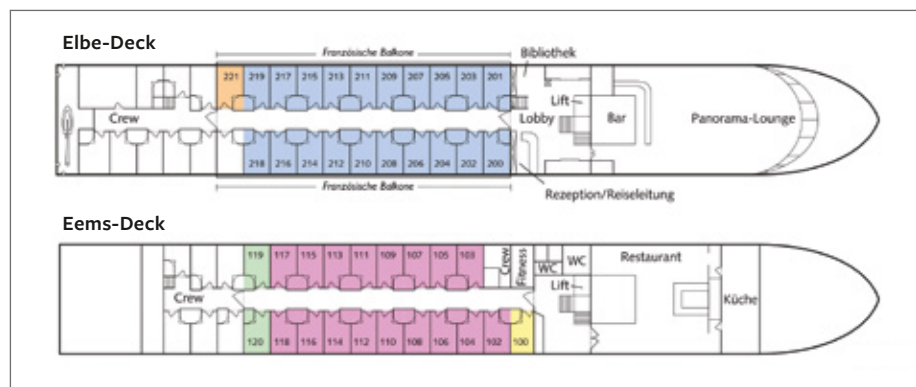 Elbe-Deck
Französische Balkone
Bibliothek
221 219 217 215 213 211 209 207 205 203 201
Crew
Lobby
Lift
Bar
Panorama-Lounge
218 216 214 212 210 208 206 204 202 200
Französische Balkone
Rezeption/Reiseleitung
Eems-Deck
119 117 115 113 111 109 107 105 103
Crew
Fitness
WC
WC
Restaurant
Crew
Lift
Küche
120 118 116 114 112 110 108 106 104 102 100